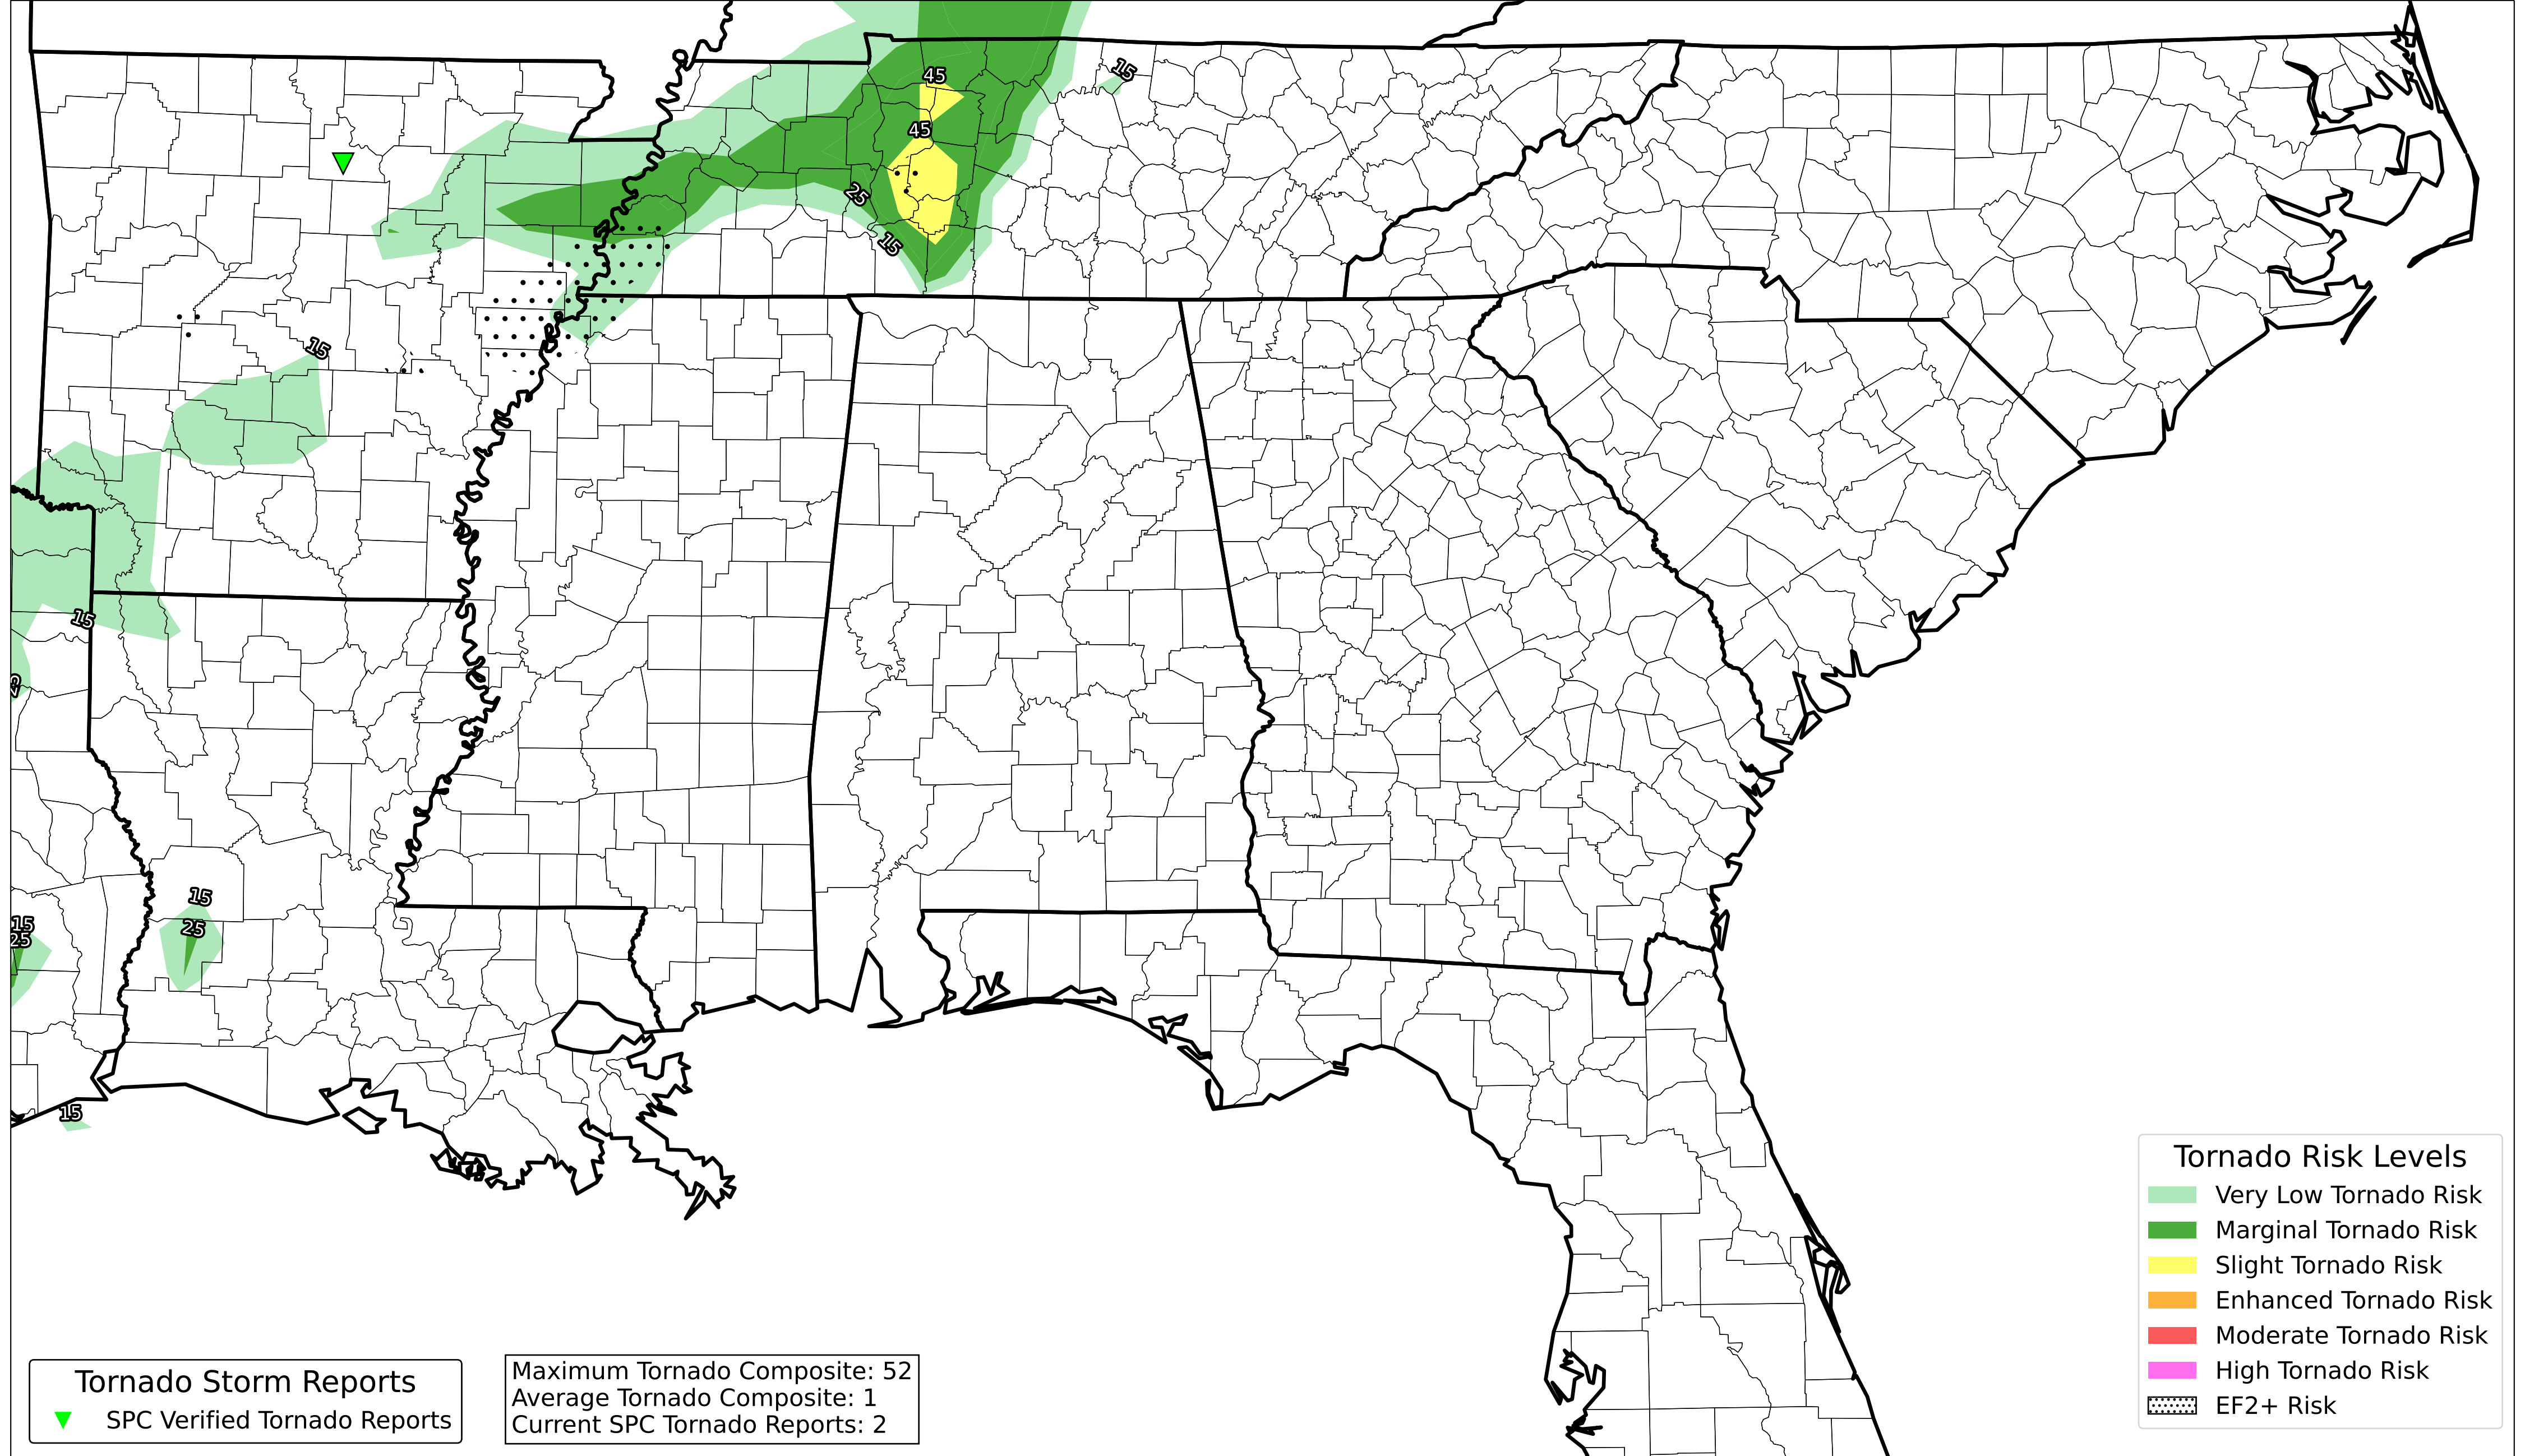 45
15
45
25
15
15
15
15
25
15
25
15
Tornado Risk Levels
Very Low Tornado Risk
Marginal Tornado Risk
Slight Tornado Risk
Enhanced Tornado Risk
Moderate Tornado Risk
High Tornado Risk
EF2+ Risk
Tornado Storm Reports
SPC Verified Tornado Reports
Maximum Tornado Composite: 52
Average Tornado Composite: 1
Current SPC Tornado Reports: 2